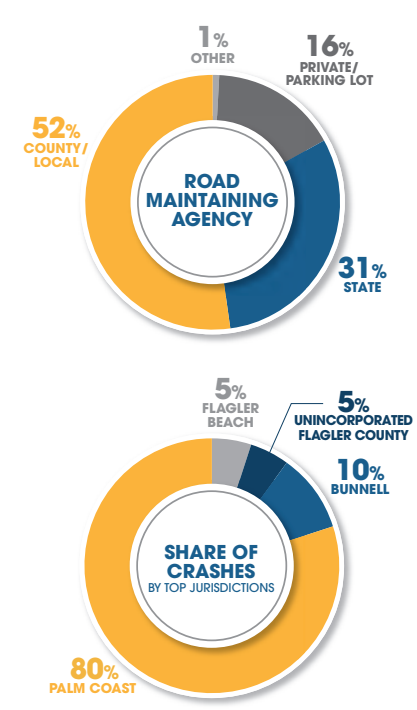 1%
OTHER
16%
PRIVATE/
PARKING LOT
52%
COUNTY/
LOCAL
ROAD
MAINTAINING
AGENCY
31%
STATE
5%
FLAGLER
BEACH
5%
UNINCORPORATED
FLAGLER COUNTY
10%
BUNNELL
SHARE OF
CRASHES
BY TOP JURISDICTIONS
80%
PALM COAST